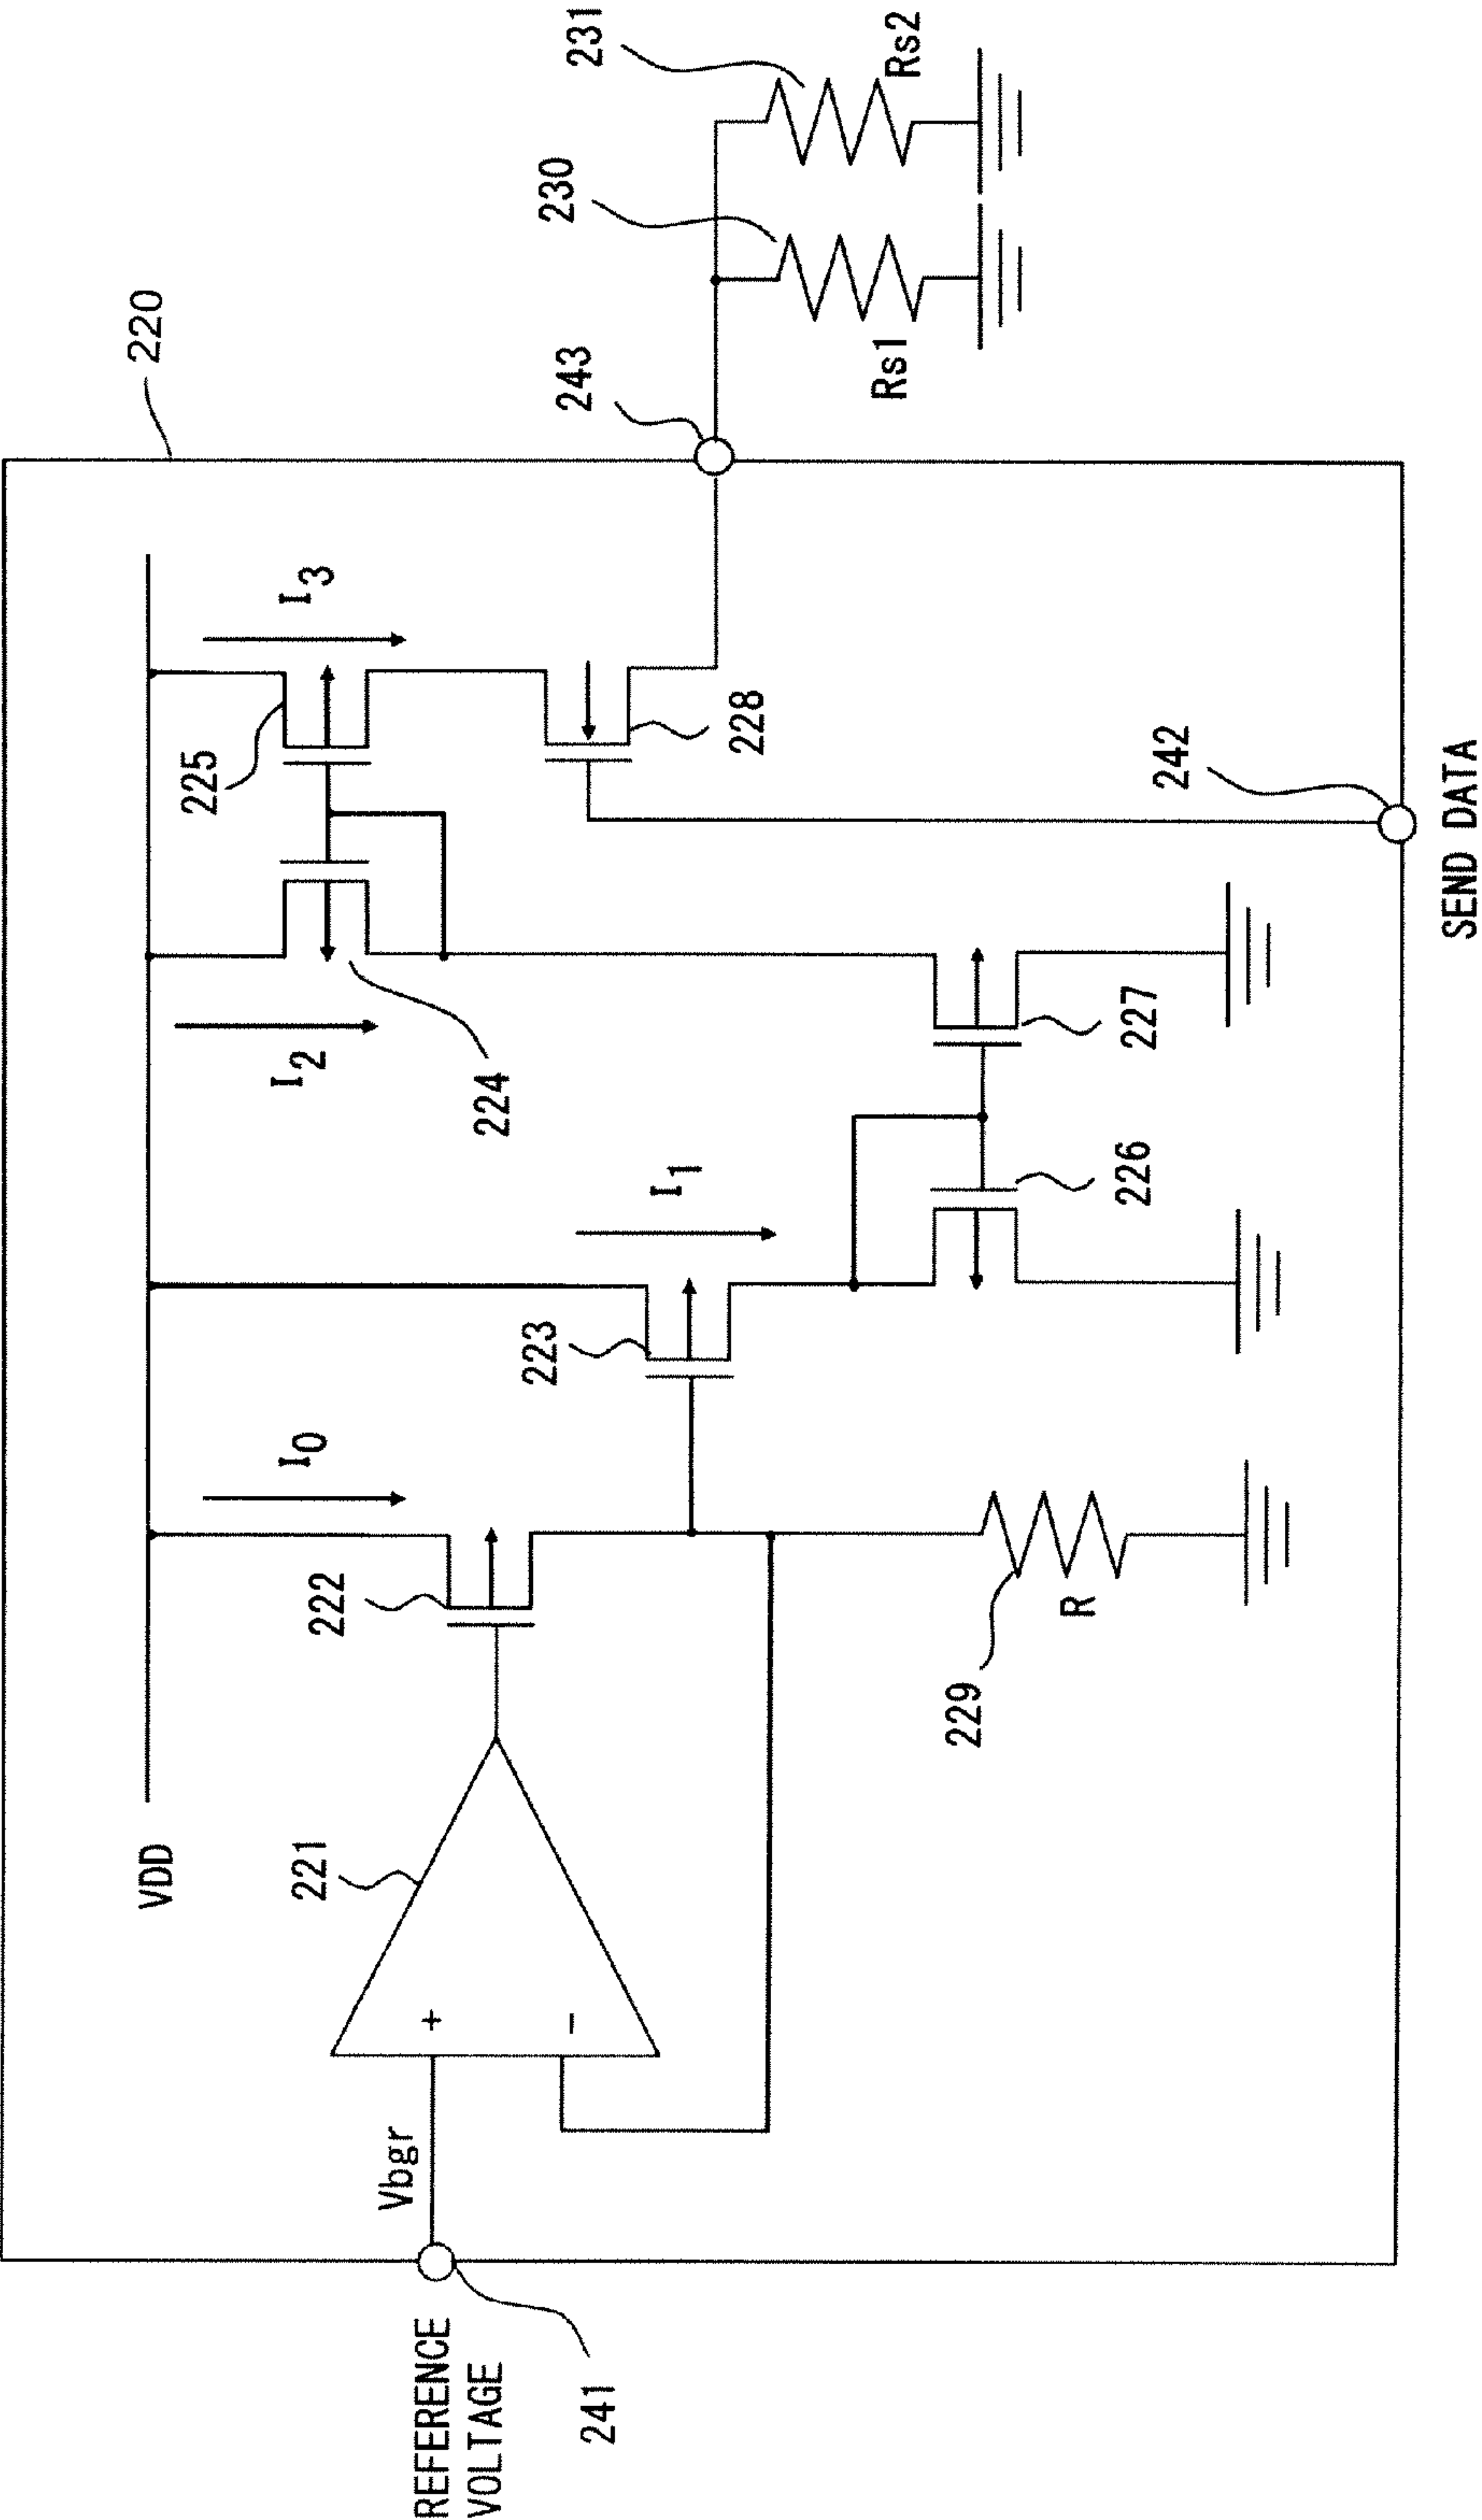 220
VDD
I0
I1
I2
I3
221
222
223
224
225
226
227
228
229
R
+
-
Vbgr
REFERENCE
VOLTAGE
241
242
SEND DATA
243
230
Rs1
231
Rs2